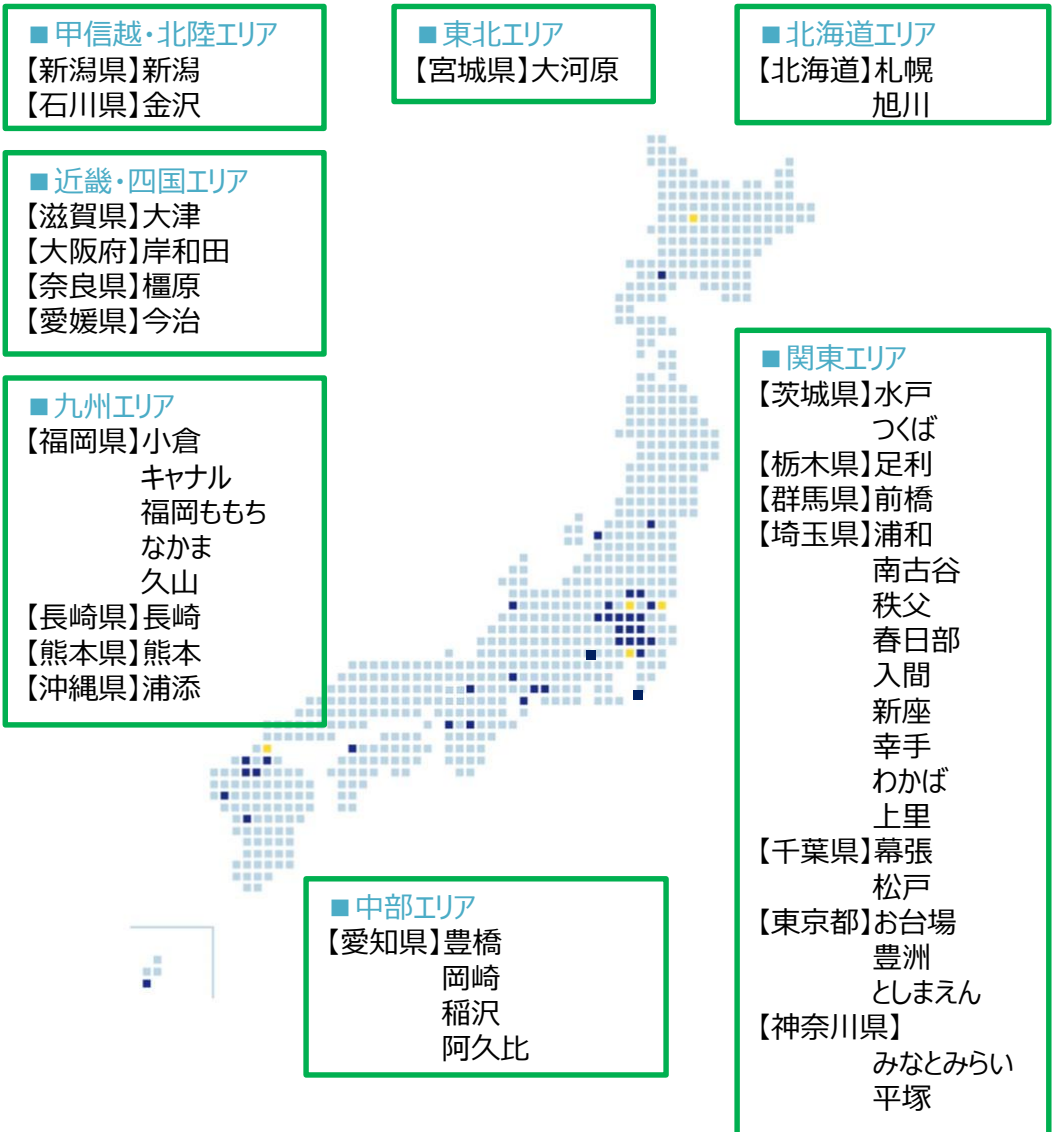 ■甲信越・北陸エリア
【新潟県】新潟
【石川県】金沢
■東北エリア
【宮城県】大河原
■北海道エリア
【北海道】札幌
旭川
■近畿・四国エリア
【滋賀県】大津
【大阪府】岸和田
【奈良県】橿原
【愛媛県】今治
■九州エリア
【福岡県】小倉
キャナル
福岡ももち
なかま
久山
【長崎県】長崎
【熊本県】熊本
【沖縄県】浦添
■関東エリア
【茨城県】水戸
つくば
【栃木県】足利
【群馬県】前橋
【埼玉県】浦和
南古谷
秩父
春日部
入間
新座
幸手
わかば
上里
【千葉県】幕張
松戸
【東京都】お台場
豊洲
としまえん
【神奈川県】
みなとみらい
平塚
■中部エリア
【愛知県】豊橋
岡崎
稲沢
阿久比